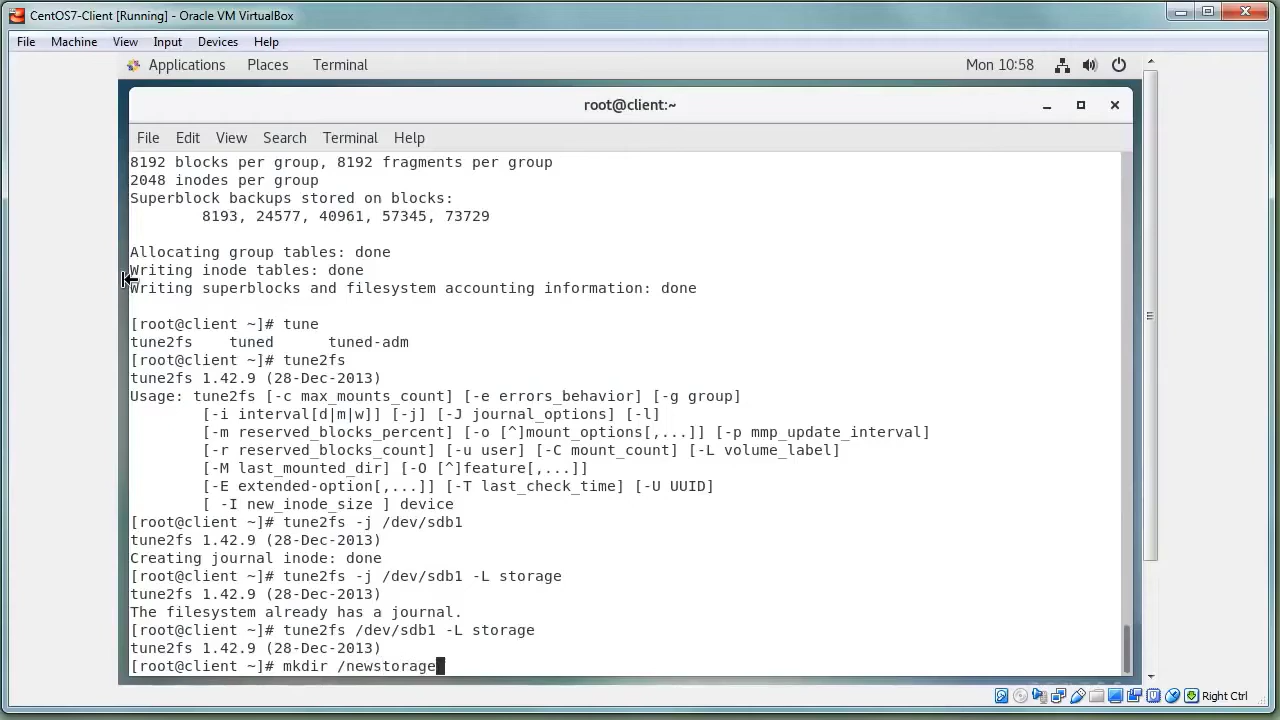 CentOS7-Client [Running] - Oracle VM VirtualBox
File Machine View Input Devices Help
Applications Places Terminal Mon 10:58
root@client:~
File Edit View Search Terminal Help
8192 blocks per group, 8192 fragments per group
2048 inodes per group
Superblock backups stored on blocks:
8193, 24577, 40961, 57345, 73729
Allocating group tables: done
Writing inode tables: done
Writing superblocks and filesystem accounting information: done
[root@client ~]# tune
tune2fs tuned tuned-adm
[root@client ~]# tune2fs
tune2fs 1.42.9 (28-Dec-2013)
Usage: tune2fs [-c max_mounts_count] [-e errors_behavior] [-g group]
[-i interval[d|m|w]] [-j] [-J journal_options] [-l]
[-m reserved_blocks_percent] [-o [^]mount_options[,...]] [-p mmp_update_interval]
[-r reserved_blocks_count] [-u user] [-C mount_count] [-L volume_label]
[-M last_mounted_dir] [-O [^]feature[,...]]
[-E extended-option[,...]] [-T last_check_time] [-U UUID]
[ -I new_inode_size ] device
[root@client ~]# tune2fs -j /dev/sdb1
tune2fs 1.42.9 (28-Dec-2013)
Creating journal inode: done
[root@client ~]# tune2fs -j /dev/sdb1 -L storage
tune2fs 1.42.9 (28-Dec-2013)
The filesystem already has a journal.
[root@client ~]# tune2fs /dev/sdb1 -L storage
tune2fs 1.42.9 (28-Dec-2013)
[root@client ~]# mkdir /newstorage
Right Ctrl